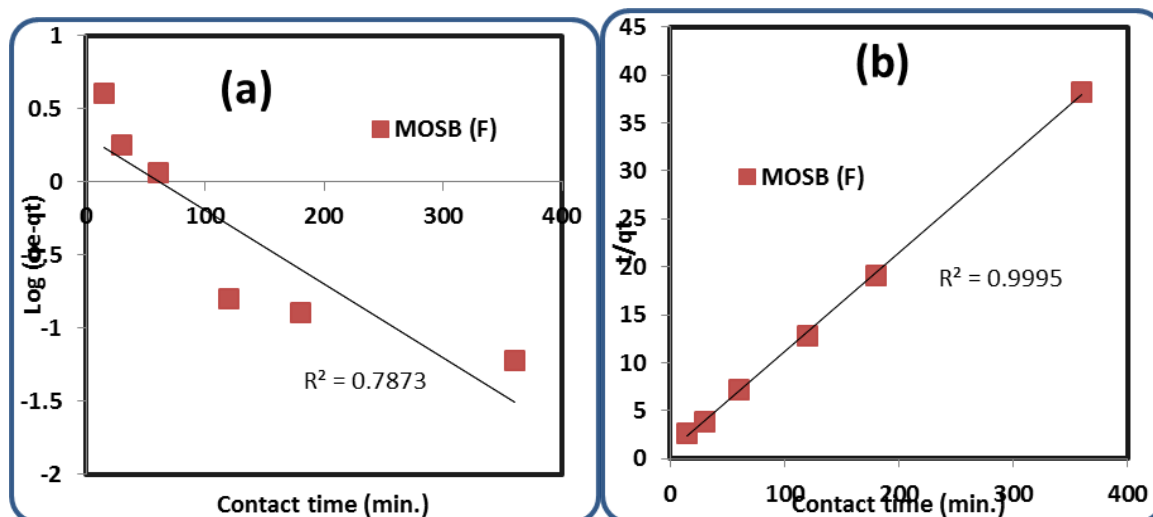 (a)
1
0.5
0
-0.5
-1
-1.5
-2
0 100 200 300 400
Log (qe-qt)
MOSB (F)
R² = 0.7873
Contact time (min.)
(b)
45
40
35
30
25
20
15
10
5
0
0 100 200 300 400
t/qt
MOSB (F)
R² = 0.9995
Contact time (min.)